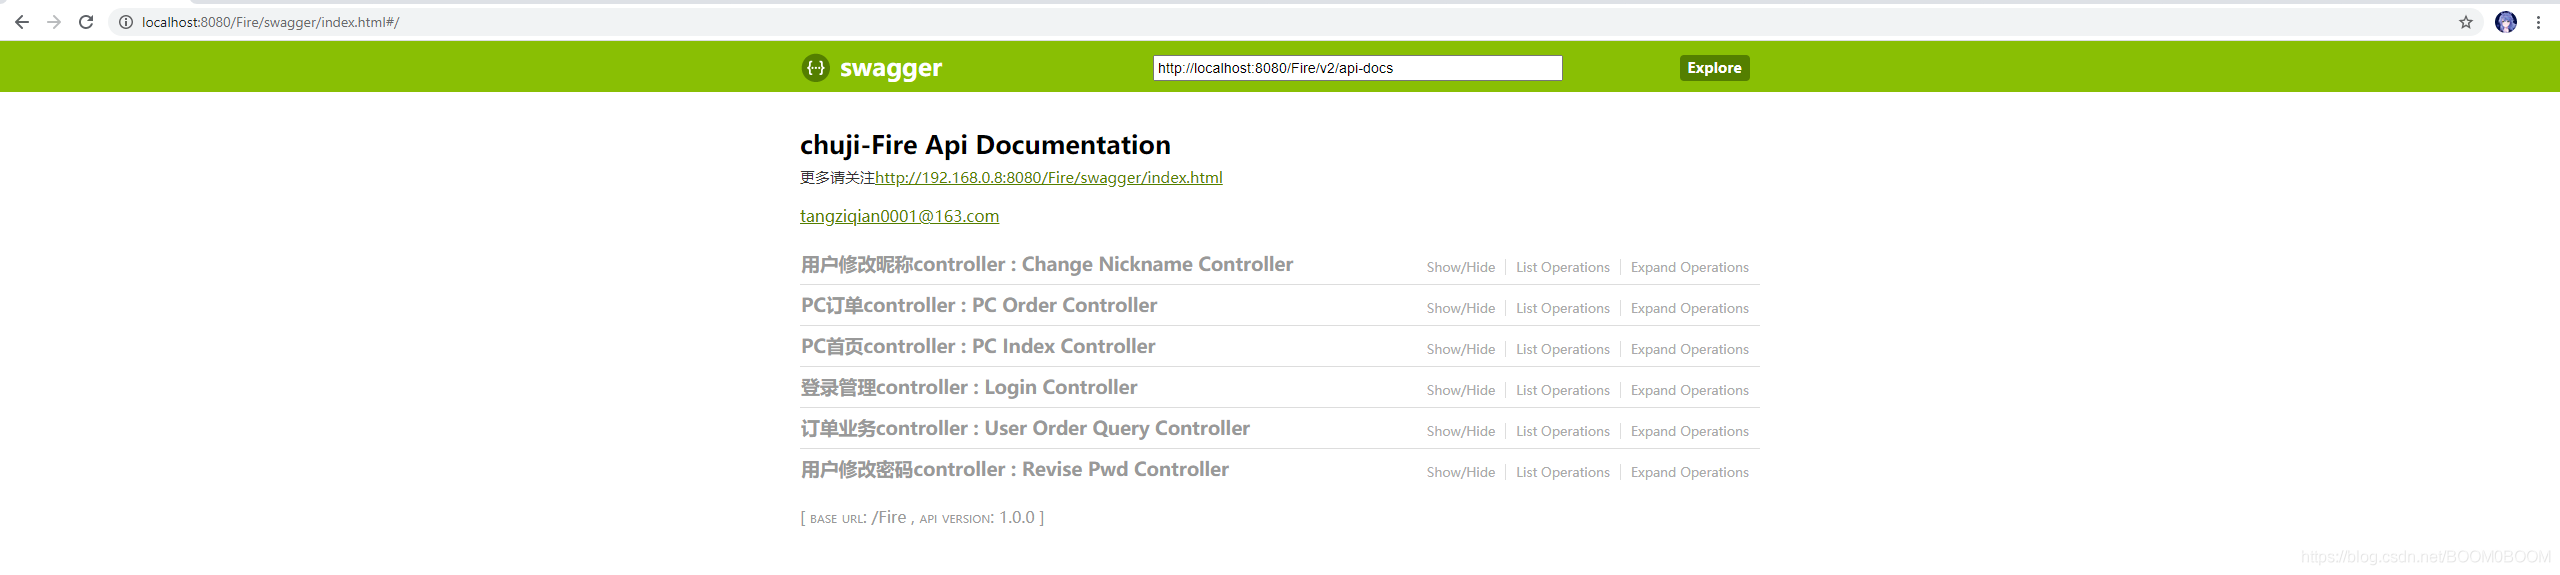 localhost:8080/Fire/swagger/index.html#/
{···} swagger
http://localhost:8080/Fire/v2/api-docs
Explore
chuji-Fire Api Documentation
更多请关注http://192.168.0.8:8080/Fire/swagger/index.html
tangziqian0001@163.com
用户修改昵称controller : Change Nickname Controller Show/Hide List Operations Expand Operations
PC订单controller : PC Order Controller Show/Hide List Operations Expand Operations
PC首页controller : PC Index Controller Show/Hide List Operations Expand Operations
登录管理controller : Login Controller Show/Hide List Operations Expand Operations
订单业务controller : User Order Query Controller Show/Hide List Operations Expand Operations
用户修改密码controller : Revise Pwd Controller Show/Hide List Operations Expand Operations
[ BASE URL: /Fire , API VERSION: 1.0.0 ]
https://blog.csdn.net/BOOM0BOOM